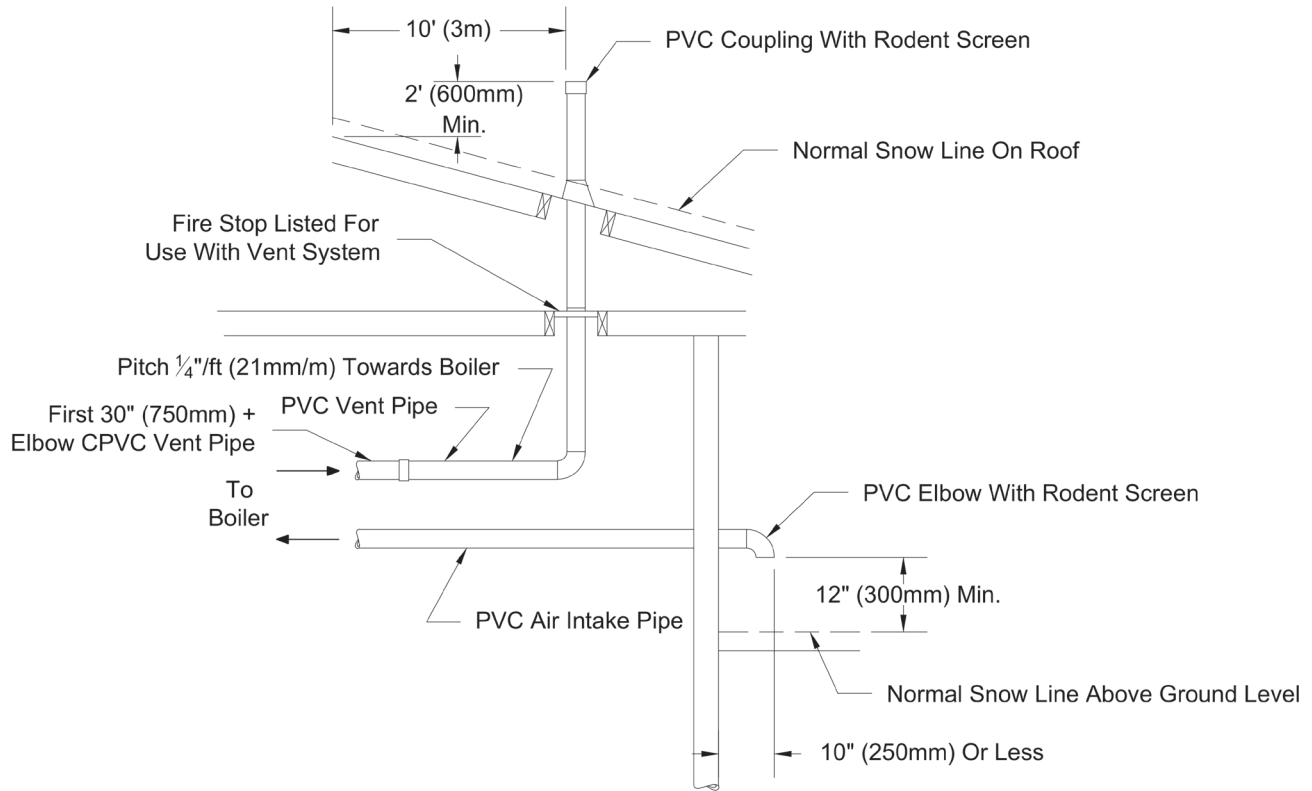 10' (3m)
PVC Coupling With Rodent Screen
2' (600mm)
Min.
Normal Snow Line On Roof
Fire Stop Listed For
Use With Vent System
Pitch ¼"/ft (21mm/m) Towards Boiler
First 30" (750mm) +
Elbow CPVC Vent Pipe
PVC Vent Pipe
To
Boiler
PVC Elbow With Rodent Screen
12" (300mm) Min.
PVC Air Intake Pipe
Normal Snow Line Above Ground Level
10" (250mm) Or Less